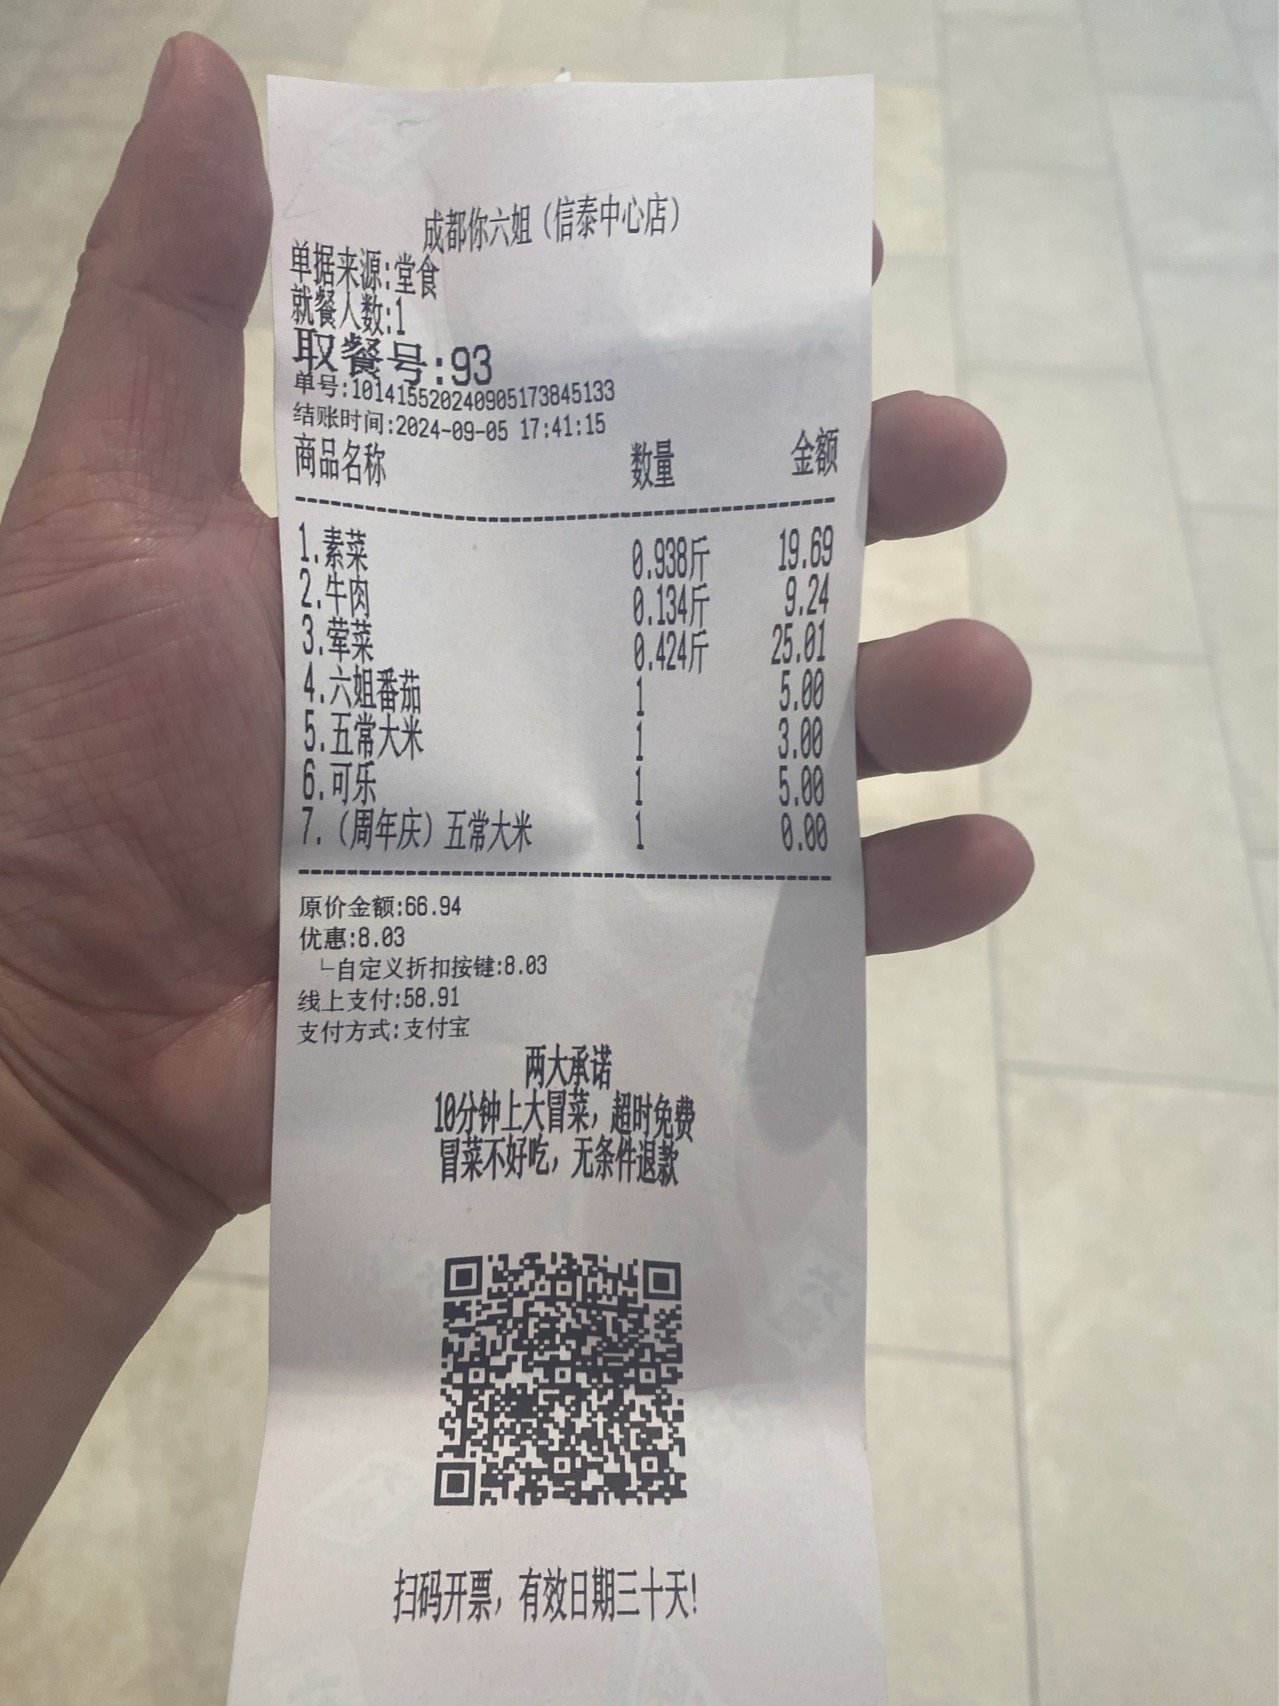 成都你六姐（信泰中心店）
单据来源:堂食
就餐人数:1
取餐号:93
单号:101415520240905173845133
结账时间:2024-09-05 17:41:15
商品名称 数量 金额
1.素菜 0.938斤 19.69
2.牛肉 0.134斤 9.24
3.荤菜 0.424斤 25.01
4.六姐番茄 1 5.00
5.五常大米 1 3.00
6.可乐 1 5.00
7.（周年庆）五常大米 1 0.00
原价金额:66.94
优惠:8.03
└自定义折扣按键:8.03
线上支付:58.91
支付方式:支付宝
两大承诺
10分钟上大冒菜，超时免费
冒菜不好吃，无条件退款
扫码开票，有效日期三十天!